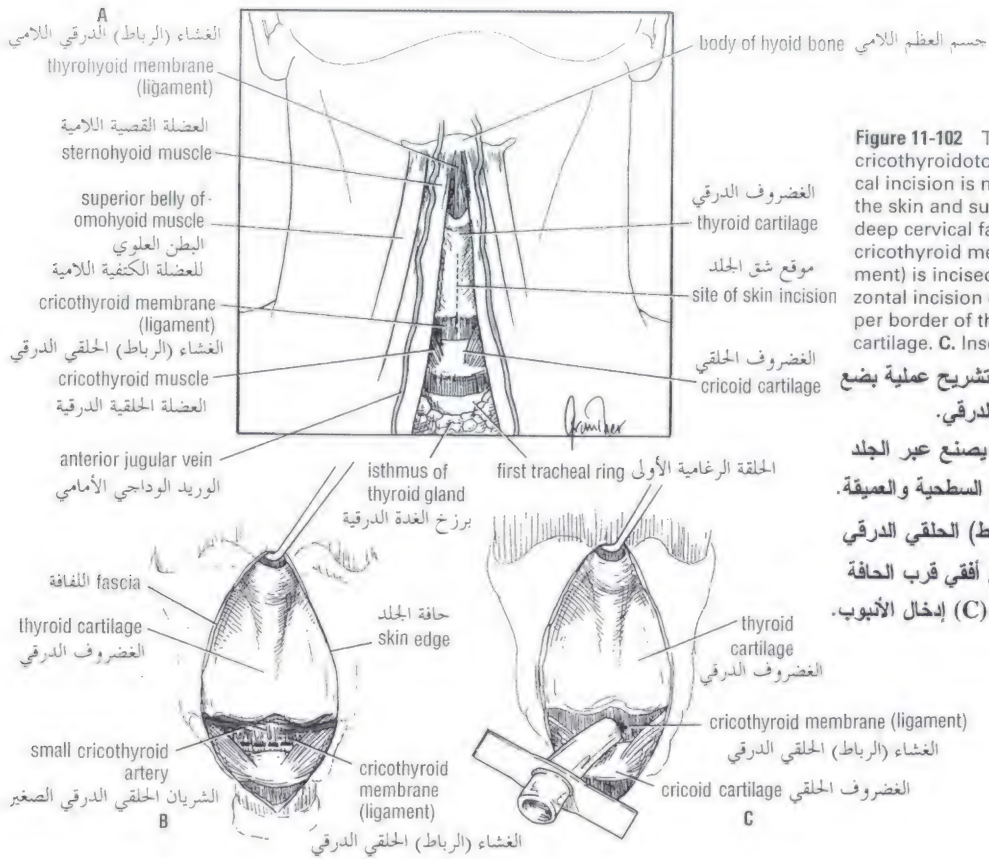 A
الغشاء (الرباط) الدرقي اللامي
thyrohyoid membrane
(ligament)
العضلة القصية اللامية
sternohyoid muscle
superior belly of
omohyoid muscle
البطن العلوي
للعضلة الكتفية اللامية
cricothyroid membrane
(ligament)
الغشاء (الرباط) الحلقي الدرقي
cricothyroid muscle
العضلة الحلقية الدرقية
anterior jugular vein
الوريد الوداجي الأمامي
body of hyoid bone جسم العظم اللامي
الغضروف الدرقي
thyroid cartilage
موقع شق الجلد
site of skin incision
الغضروف الحلقي
cricoid cartilage
isthmus of
thyroid gland
برزخ الغدة الدرقية
first tracheal ring الحلقة الرغامية الأولى
Figure 11-102 T
cricothyroidoto
cal incision is n
the skin and su
deep cervical fa
cricothyroid me
ment) is incised
zontal incision
per border of th
cartilage. C. Inse
تشريح عملية بضع
الدرقي.
يصنع عبر الجلد
السطحية والعميقة.
ط) الحلقي الدرقي
أفقي قرب الحافة
(C) إدخال الأنبوب.
fascia اللفافة
thyroid cartilage
الغضروف الدرقي
حافة الجلد
skin edge
small cricothyroid
artery
الشريان الحلقي الدرقي الصغير
B
cricothyroid
membrane
(ligament)
الغشاء (الرباط) الحلقي الدرقي
thyroid
cartilage
الغضروف الدرقي
cricothyroid membrane (ligament)
الغشاء (الرباط) الحلقي الدرقي
cricoid cartilage الغضروف الحلقي
C